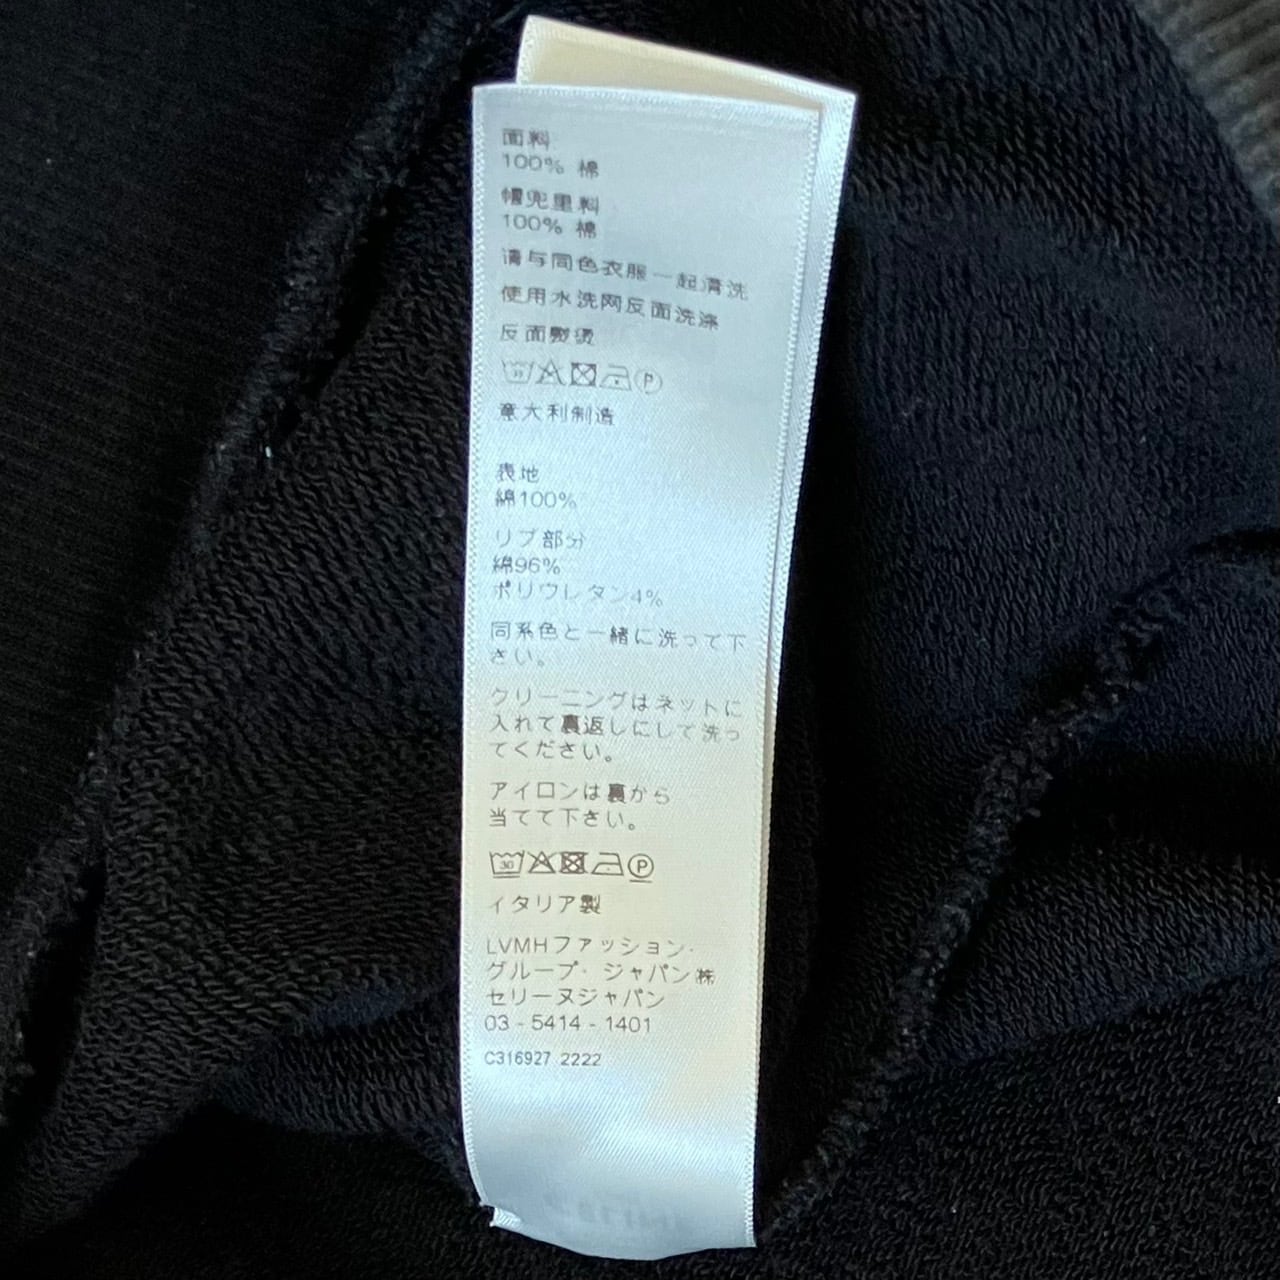 面料
100% 棉
帽兜里料
100% 棉
请与同色衣服一起清洗
使用水洗网反面洗涤
反面熨烫
30 P
意大利制造
表地
綿100%
リブ部分
綿96%
ポリウレタン4%
同系色と一緒に洗って下
さい。
クリーニングはネットに
入れて裏返しにして洗っ
てください。
アイロンは裏から
当てて下さい。
30 P
イタリア製
LVMHファッション・
グループ・ジャパン㈱
セリーヌジャパン
03 - 5414 - 1401
C316927 2222